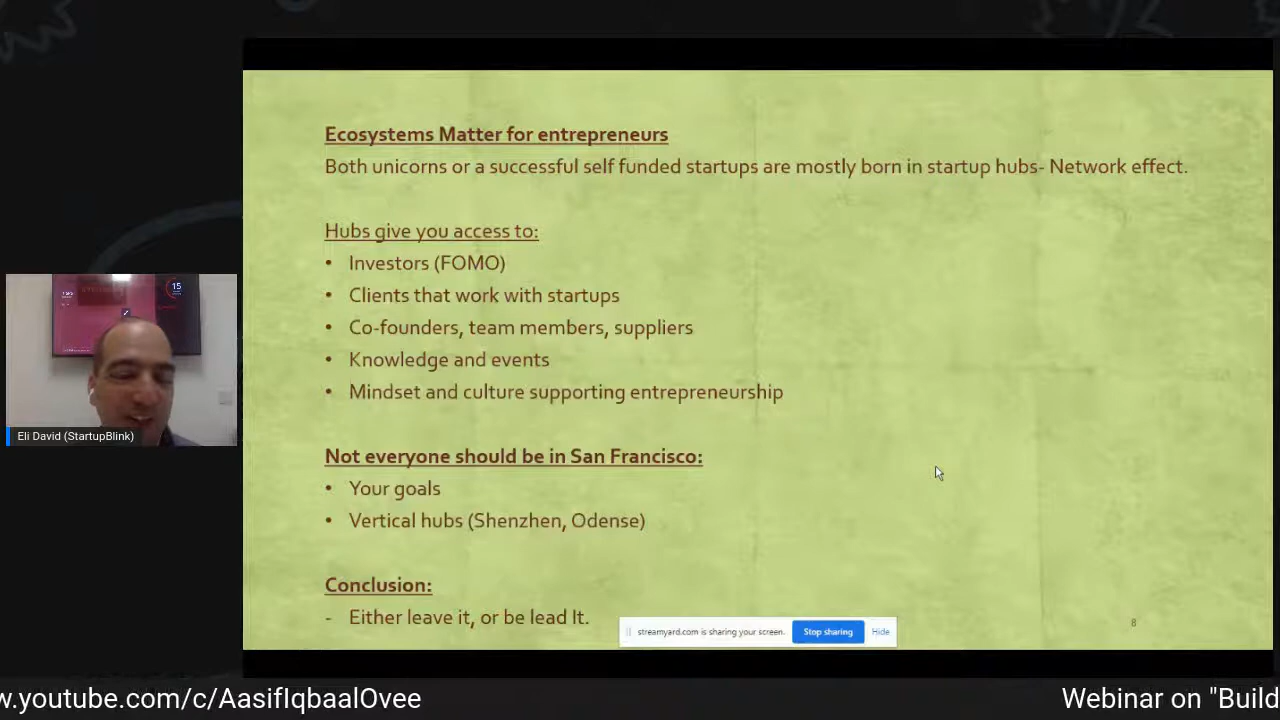 Ecosystems Matter for entrepreneurs
Both unicorns or a successful self funded startups are mostly born in startup hubs- Network effect.
Hubs give you access to:
• Investors (FOMO)
• Clients that work with startups
• Co-founders, team members, suppliers
• Knowledge and events
• Mindset and culture supporting entrepreneurship
Not everyone should be in San Francisco:
• Your goals
• Vertical hubs (Shenzhen, Odense)
Conclusion:
- Either leave it, or be lead It.
8
streamyard.com is sharing your screen. Stop sharing Hide
15
Eli David (StartupBlink)
w.youtube.com/c/AasifIqbaalOvee
Webinar on "Build